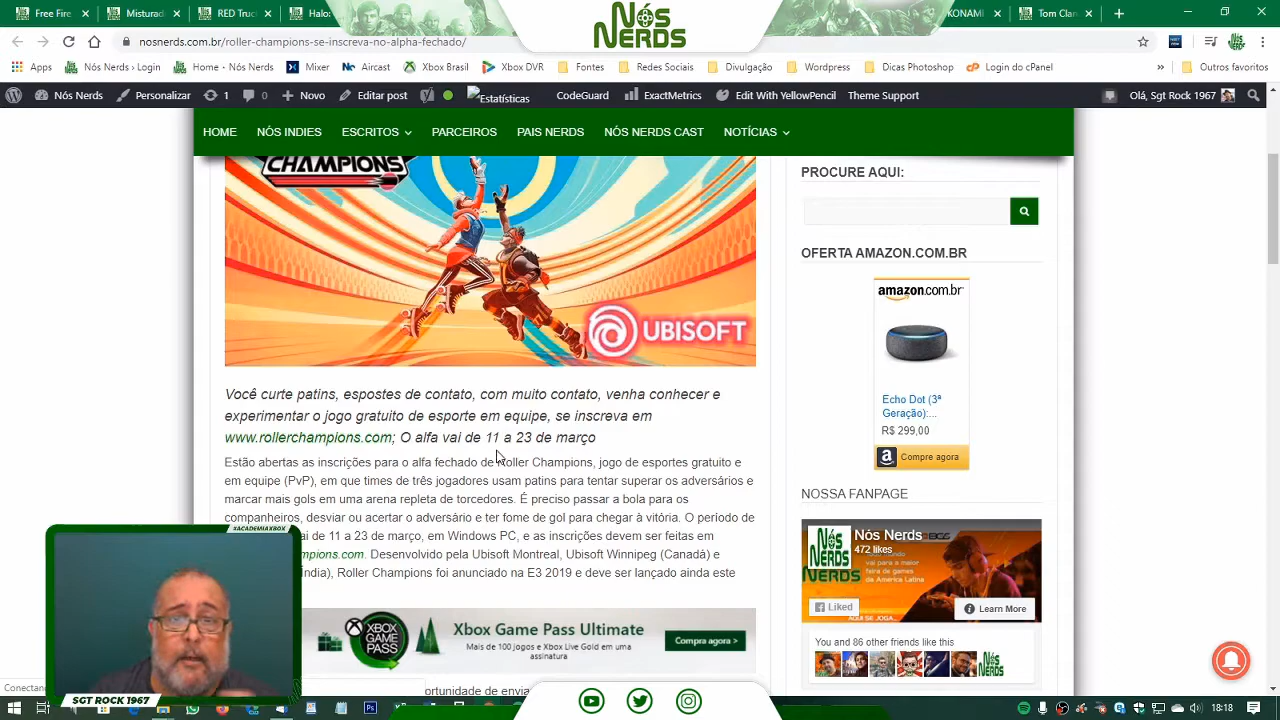 Free Fire
Misturad
RED Truc
Halo:
Nós
NERDS
KONAMI
Tom Clan
nosnerds.com.br/roller-champions-se-inscreva-no-alpha-fechado/
Apps
Nós Nerds › Login
Home - Nós Nerds
Mixer
Aircast
Xbox Brasil
Xbox DVR
Fontes
Redes Sociais
Divulgação
Wordpress
Dicas Photoshop
Login do cPanel
»
Outros favoritos
Nós Nerds
Personalizar
1
0
Novo
Editar post
Estatísticas
CodeGuard
ExactMetrics
Edit With YellowPencil
Theme Support
Olá, Sgt Rock 1967
HOME
NÓS INDIES
ESCRITOS
PARCEIROS
PAIS NERDS
NÓS NERDS CAST
NOTÍCIAS
CHAMPIONS
UBISOFT
PROCURE AQUI:
OFERTA AMAZON.COM.BR
amazon.com.br
Echo Dot (3ª
Geração):...
R$ 299,00
Compre agora
NOSSA FANPAGE
Nós Nerds
472 likes
Liked
Learn More
You and 86 other friends like this
Você curte patins, espostes de contato, com muito contato, venha conhecer e
experimentar o jogo gratuito de esporte em equipe, se inscreva em
www.rollerchampions.com; O alfa vai de 11 a 23 de março
Estão abertas as inscrições para o alfa fechado de Roller Champions, jogo de esportes gratuito e
em equipe (PvP), em que times de três jogadores usam patins para tentar superar os adversários e
marcar mais gols em uma arena repleta de torcedores. É preciso passar a bola para os
companheiros, desviar ou acertar o adversário e ter fome de gol para chegar à vitória. O período de
ai de 11 a 23 de março, em Windows PC, e as inscrições devem ser feitas em
mpions.com. Desenvolvido pela Ubisoft Montreal, Ubisoft Winnipeg (Canadá) e
Índia), Roller Champions foi anunciado na E3 2019 e deve ser lançado ainda este
XBOX
GAME
PASS
Xbox Game Pass Ultimate
Mais de 100 jogos e Xbox Live Gold em uma
assinatura
Compra agora >
ortunidade de envia
#ACADEMIAXBOX
SGT ROCK 1967
Conectano
18:18